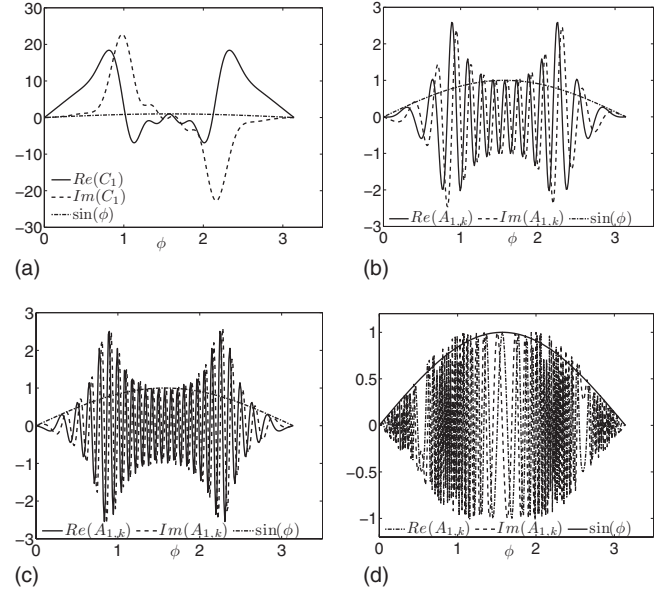 30
20
10
0
−10
−20
−30
0 1 2 3
ϕ
Re(C₁)
Im(C₁)
sin(ϕ)
(a)
3
2
1
0
−1
−2
−3
Re(A₁,ₖ) Im(A₁,ₖ) sin(ϕ)
0 1 2 3
ϕ
(b)
3
2
1
0
−1
−2
−3
Re(A₁,ₖ) Im(A₁,ₖ) sin(ϕ)
0 1 2 3
ϕ
(c)
1
0.5
0
−0.5
−1
Re(A₁,ₖ) Im(A₁,ₖ) sin(ϕ)
0 1 2 3
ϕ
(d)